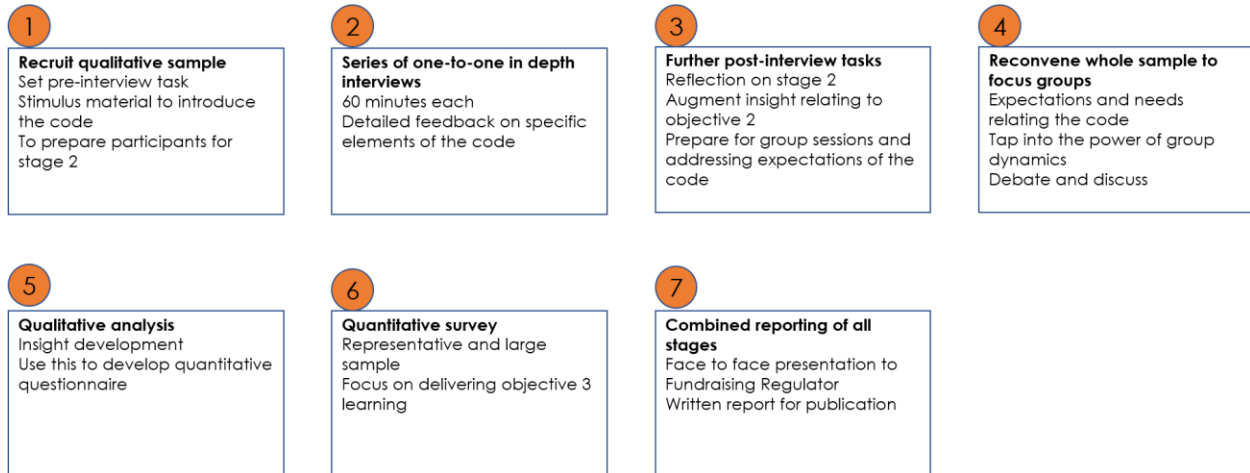 1
Recruit qualitative sample
Set pre-interview task
Stimulus material to introduce
the code
To prepare participants for
stage 2
2
Series of one-to-one in depth
interviews
60 minutes each
Detailed feedback on specific
elements of the code
3
Further post-interview tasks
Reflection on stage 2
Augment insight relating to
objective 2
Prepare for group sessions and
addressing expectations of the
code
4
Reconvene whole sample to
focus groups
Expectations and needs
relating the code
Tap into the power of group
dynamics
Debate and discuss
5
Qualitative analysis
Insight development
Use this to develop quantitative
questionnaire
6
Quantitative survey
Representative and large
sample
Focus on delivering objective 3
learning
7
Combined reporting of all
stages
Face to face presentation to
Fundraising Regulator
Written report for publication